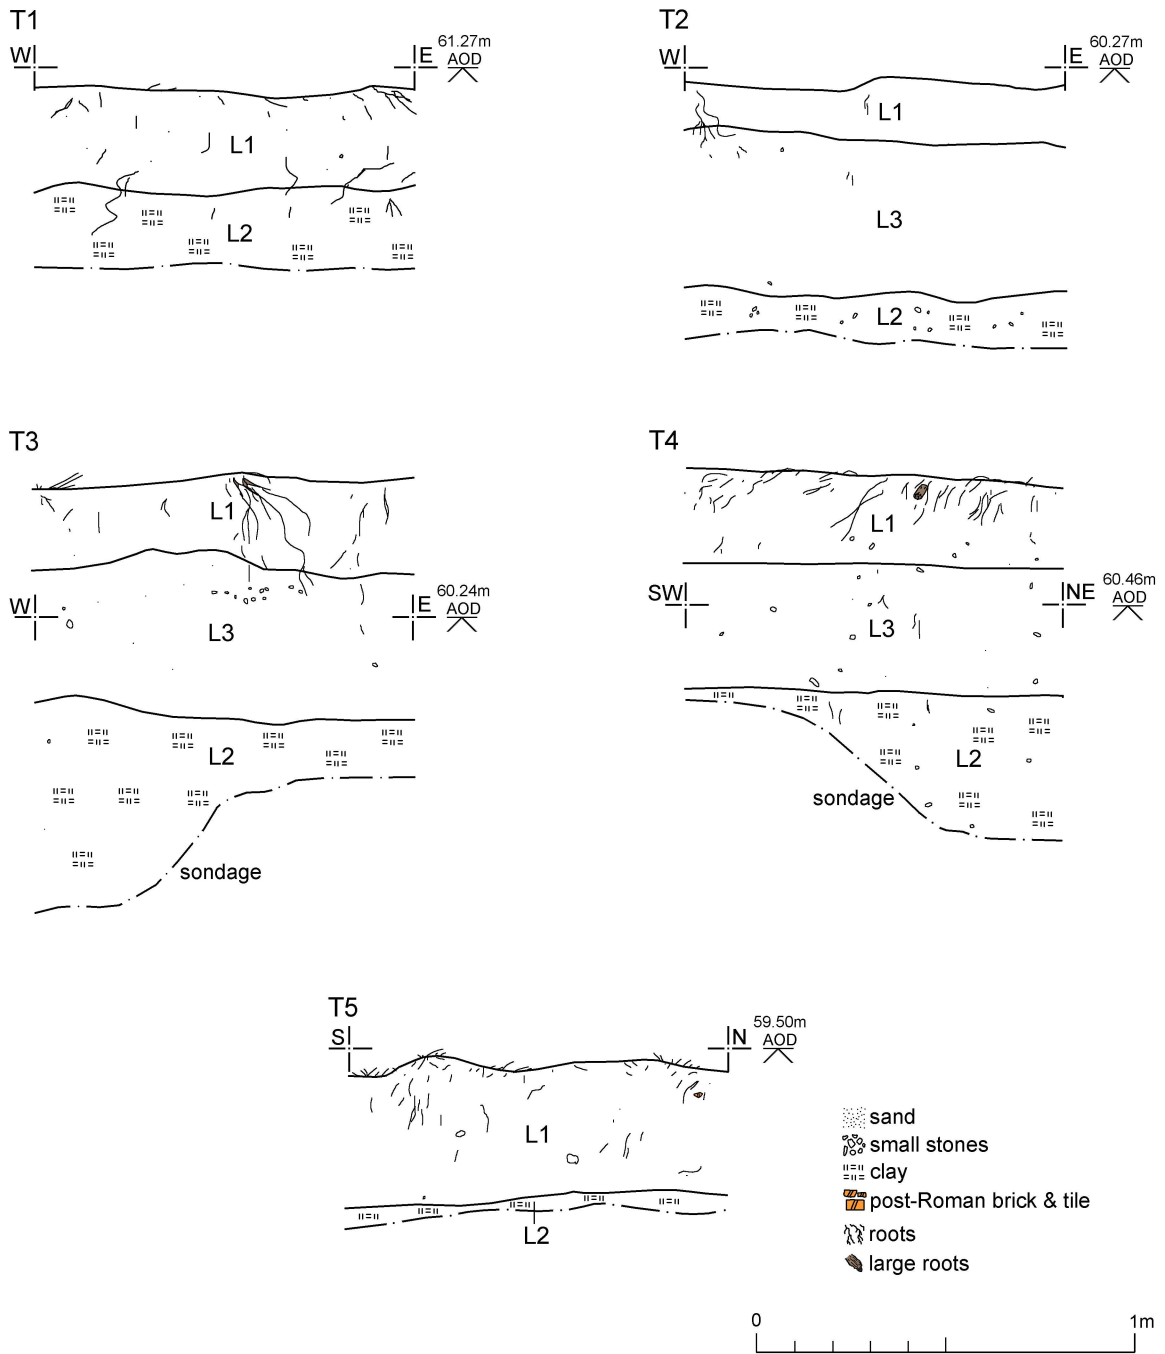 T1
W
E
61.27m
AOD
L1
L2
T2
W
E
60.27m
AOD
L1
L3
L2
T3
L1
W
E
60.24m
AOD
L3
L2
sondage
T4
L1
SW
NE
60.46m
AOD
L3
L2
sondage
T5
S
N
59.50m
AOD
L1
L2
sand
small stones
clay
post-Roman brick & tile
roots
large roots
0 1m